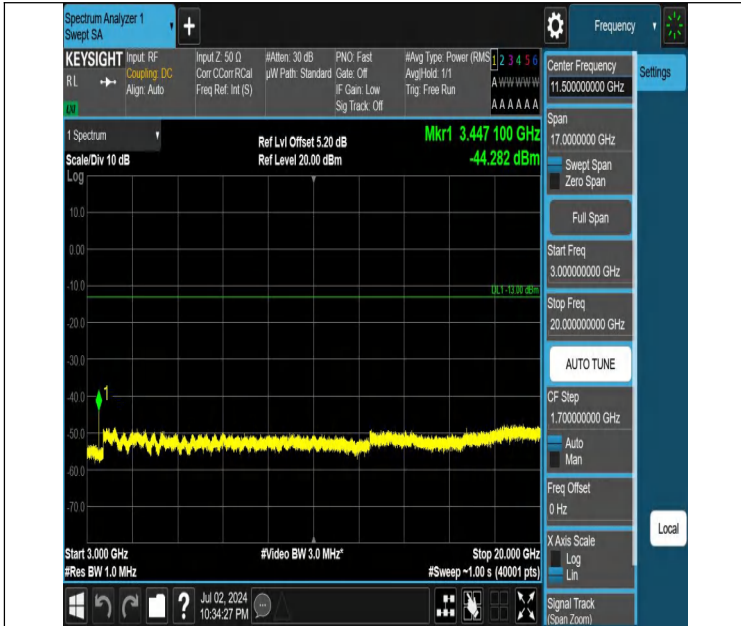 Spectrum Analyzer 1
Swept SA
+
Frequency
KEYSIGHT
RL
Input: RF
Coupling: DC
Align: Auto
Input Z: 50 Ω
Corr CCorr RCal
Freq Ref: Int (S)
#Atten: 30 dB
µW Path: Standard
PNO: Fast
Gate: Off
IF Gain: Low
Sig Track: Off
#Avg Type: Power (RMS
Avg|Hold: 1/1
Trig: Free Run
1 2 3 4 5 6
A W W W W W
A A A A A A
1 Spectrum
Scale/Div 10 dB
Log
Ref Lvl Offset 5.20 dB
Ref Level 20.00 dBm
Mkr1 3.447 100 GHz
-44.282 dBm
10.0
0.00
-10.0
DL1 -13.00 dBm
-20.0
-30.0
-40.0
1
-50.0
-60.0
-70.0
Start 3.000 GHz
#Res BW 1.0 MHz
#Video BW 3.0 MHz*
Stop 20.000 GHz
#Sweep ~1.00 s (40001 pts)
?
Jul 02, 2024
10:34:27 PM
Center Frequency
11.500000000 GHz
Settings
Span
17.0000000 GHz
Swept Span
Zero Span
Full Span
Start Freq
3.000000000 GHz
Stop Freq
20.000000000 GHz
AUTO TUNE
CF Step
1.700000000 GHz
Auto
Man
Freq Offset
0 Hz
X Axis Scale
Log
Lin
Local
Signal Track
(Span Zoom)